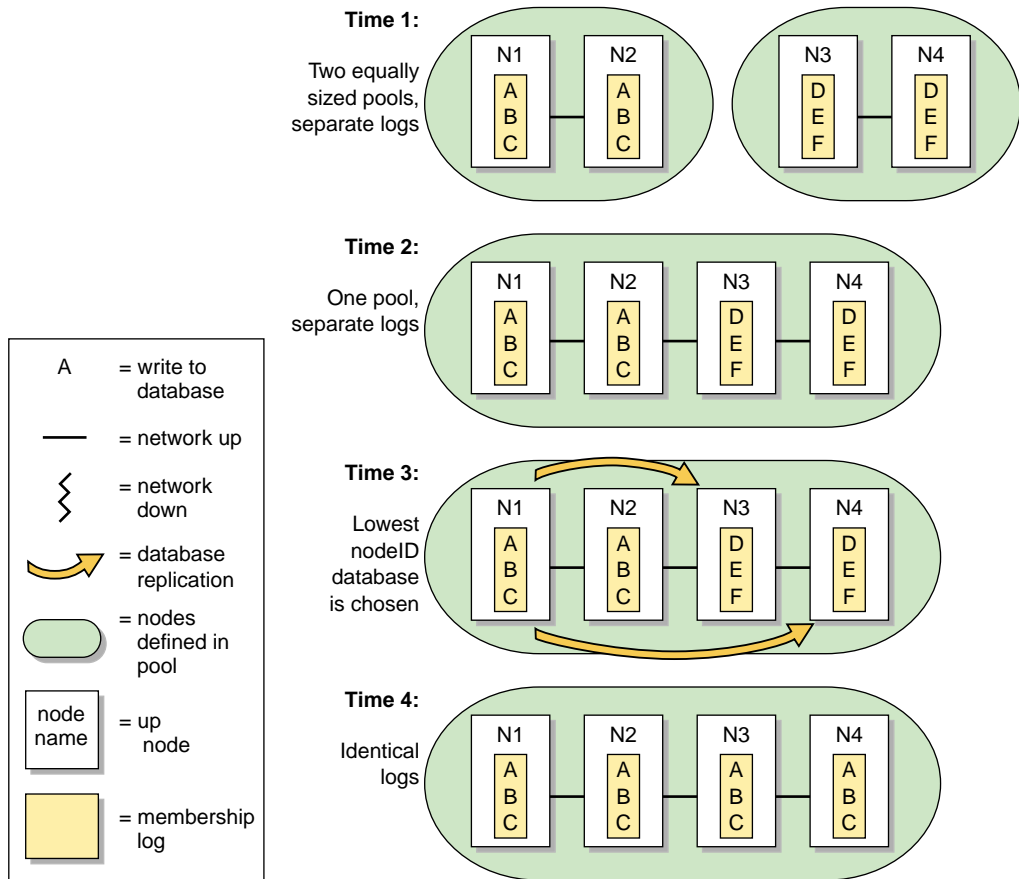 Time 1:
Two equally
sized pools,
separate logs
N1
A
B
C
N2
A
B
C
N3
D
E
F
N4
D
E
F
Time 2:
One pool,
separate logs
N1
A
B
C
N2
A
B
C
N3
D
E
F
N4
D
E
F
Time 3:
Lowest
nodeID
database
is chosen
N1
A
B
C
N2
A
B
C
N3
D
E
F
N4
D
E
F
Time 4:
Identical
logs
N1
A
B
C
N2
A
B
C
N3
A
B
C
N4
A
B
C
A = write to
database
= network up
= network
down
= database
replication
= nodes
defined in
pool
node
name
= up
node
= membership
log